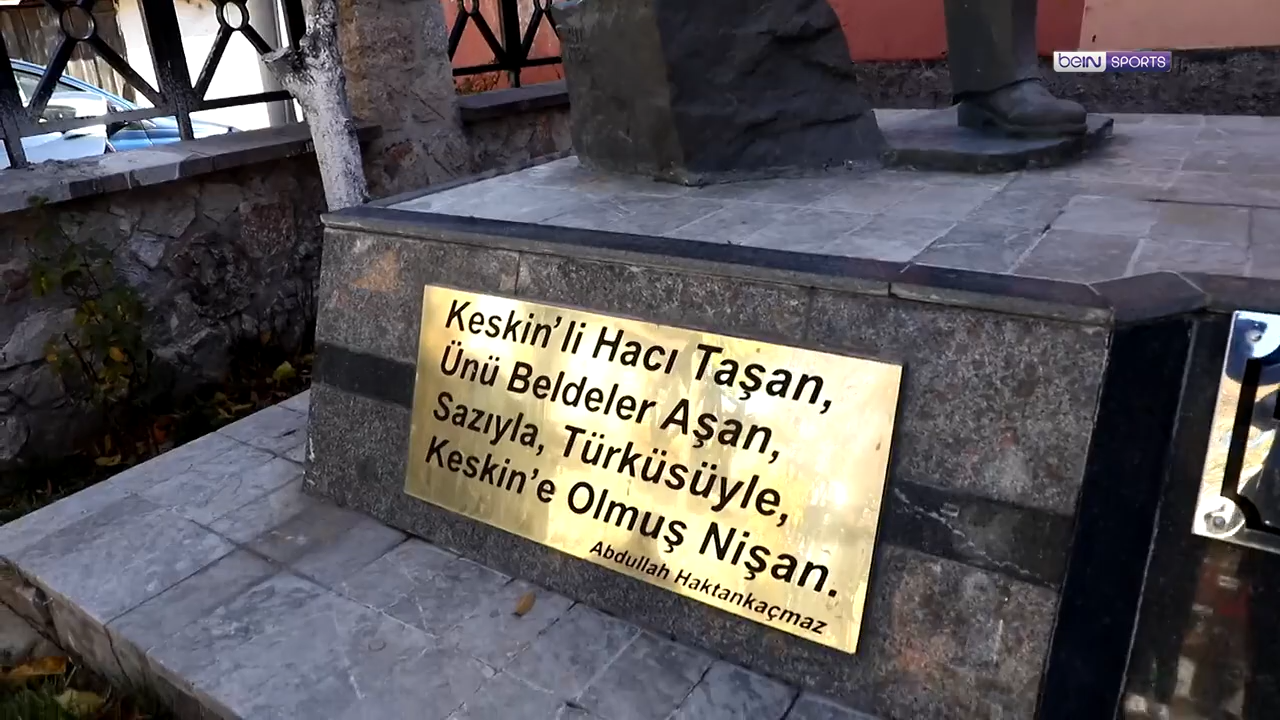 beIN SPORTS
Keskin'li Hacı Taşan,
Ünü Beldeler Aşan,
Sazıyla, Türküsüyle,
Keskin'e Olmuş Nişan.
Abdullah Haktankaçmaz